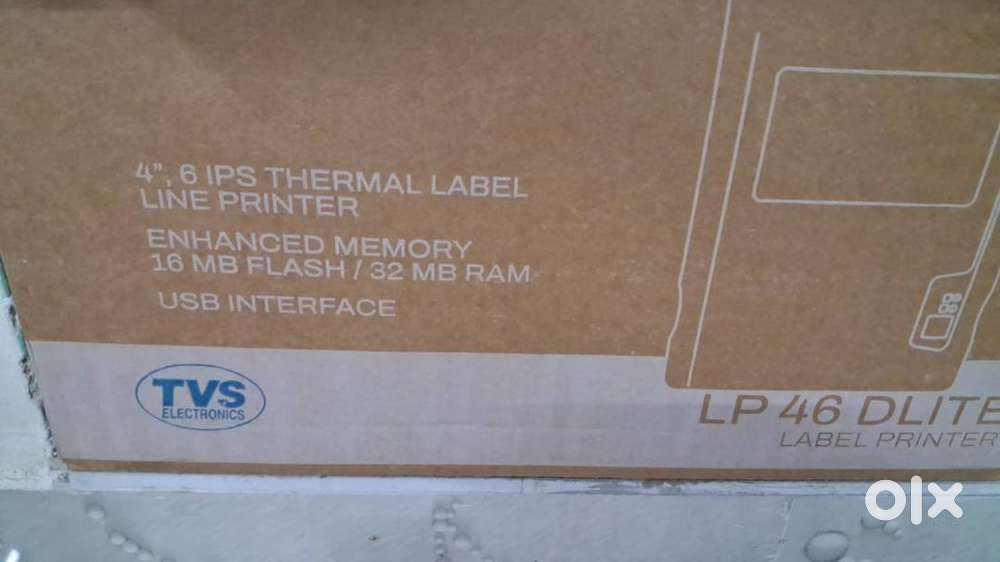 4", 6 IPS THERMAL LABEL
LINE PRINTER
ENHANCED MEMORY
16 MB FLASH / 32 MB RAM
USB INTERFACE
TVS
ELECTRONICS
LP 46 DLITE
LABEL PRINTER
olx